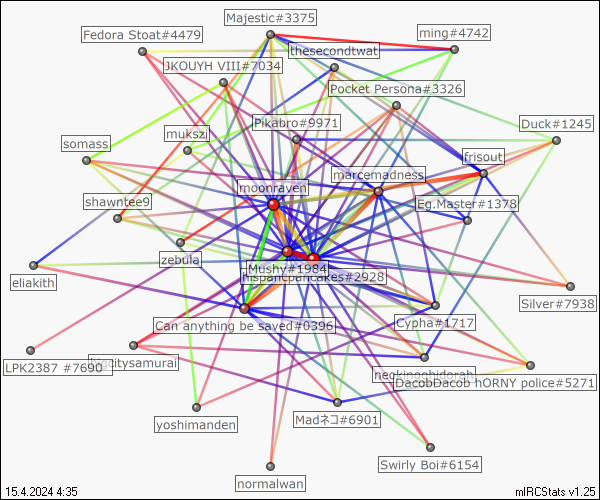 Majestic#3375
Fedora Stoat#4479
ming#4742
thesecondtwat
JKOUYH VIII#7034
Pocket Persona#3326
Pikabro#9971
Duck#1245
mukszi
somass
frisout
marcemadness
moonraven
shawntee9
Eg.Master#1378
zebula
Mushy#1984
hispanicpancakes#2928
eliakith
Silver#7938
Can anything be saved#0396
Cypha#1717
LPK2387 #7690
bigcitysamurai
neokingghidorah
DacobDacob hORNY police#5271
yoshimanden
Madネコ#6901
Swirly Boi#6154
normalwan
15.4.2024 4:35
mIRCStats v1.25